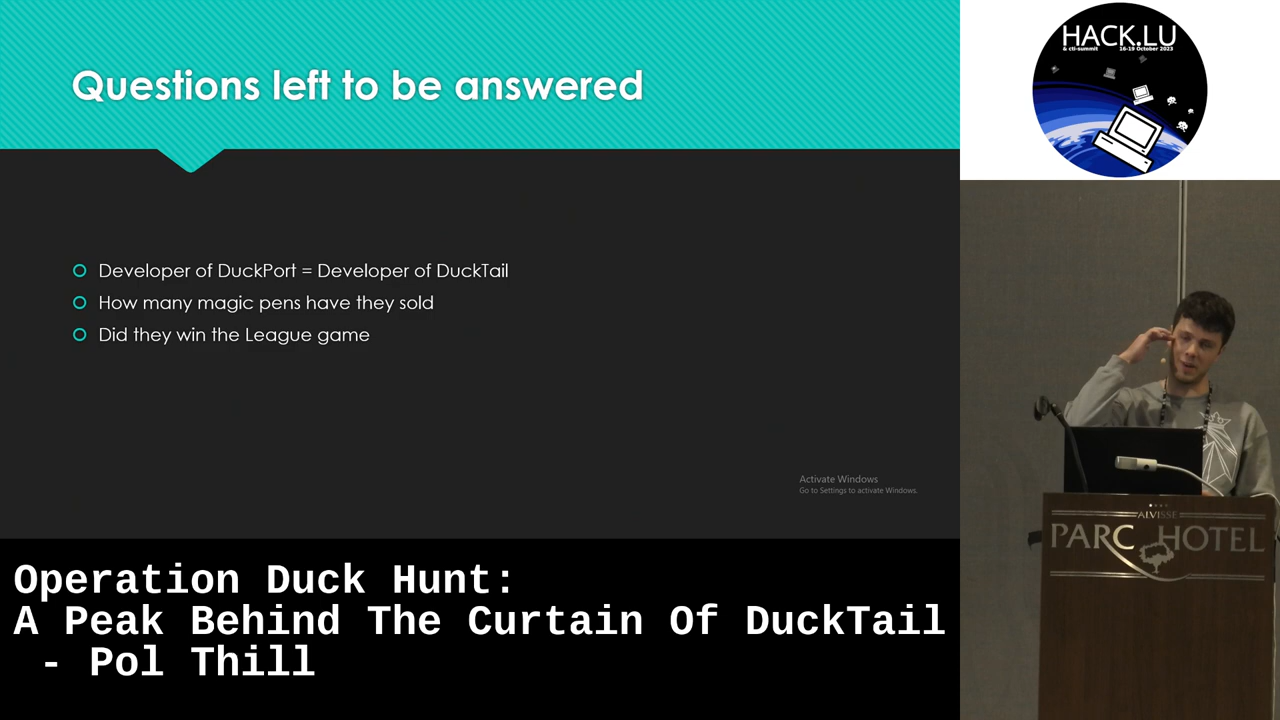 Questions left to be answered
Developer of DuckPort = Developer of DuckTail
How many magic pens have they sold
Did they win the League game
Activate Windows
Go to Settings to activate Windows.
Operation Duck Hunt:
A Peak Behind The Curtain Of DuckTail
- Pol Thill
HACK.LU
& cti-summit 16-19 October 2023
ALVISSE
PARC HOTEL